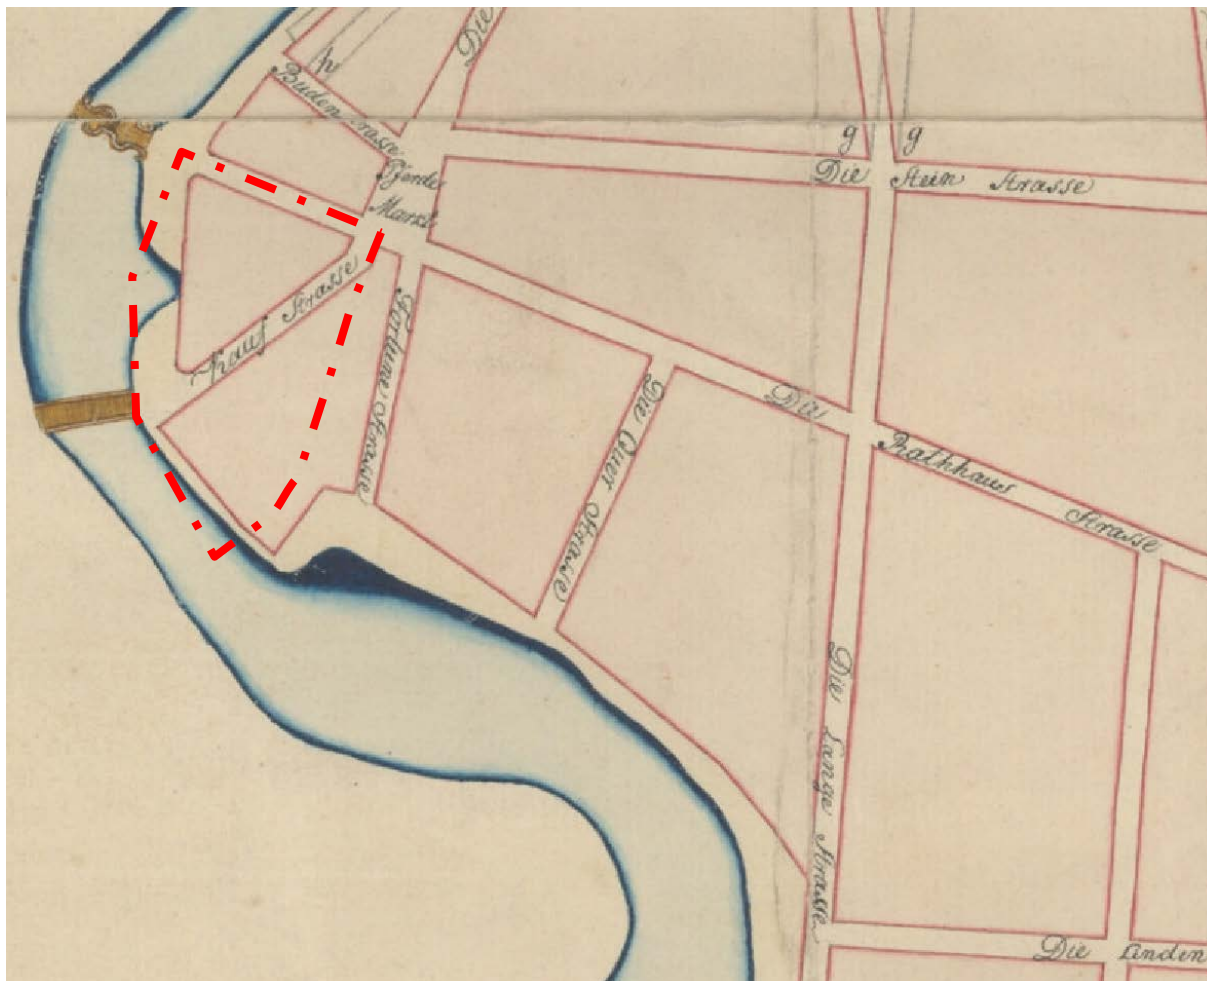 Die
h
Buden Strasse
g g
Pferde
Markt
Die Stein Strasse
Kauf Strasse
Fortune Strasse
Die Quer Strasse
Die Rathhaus Strasse
Die Lange Strasse
Die Linden